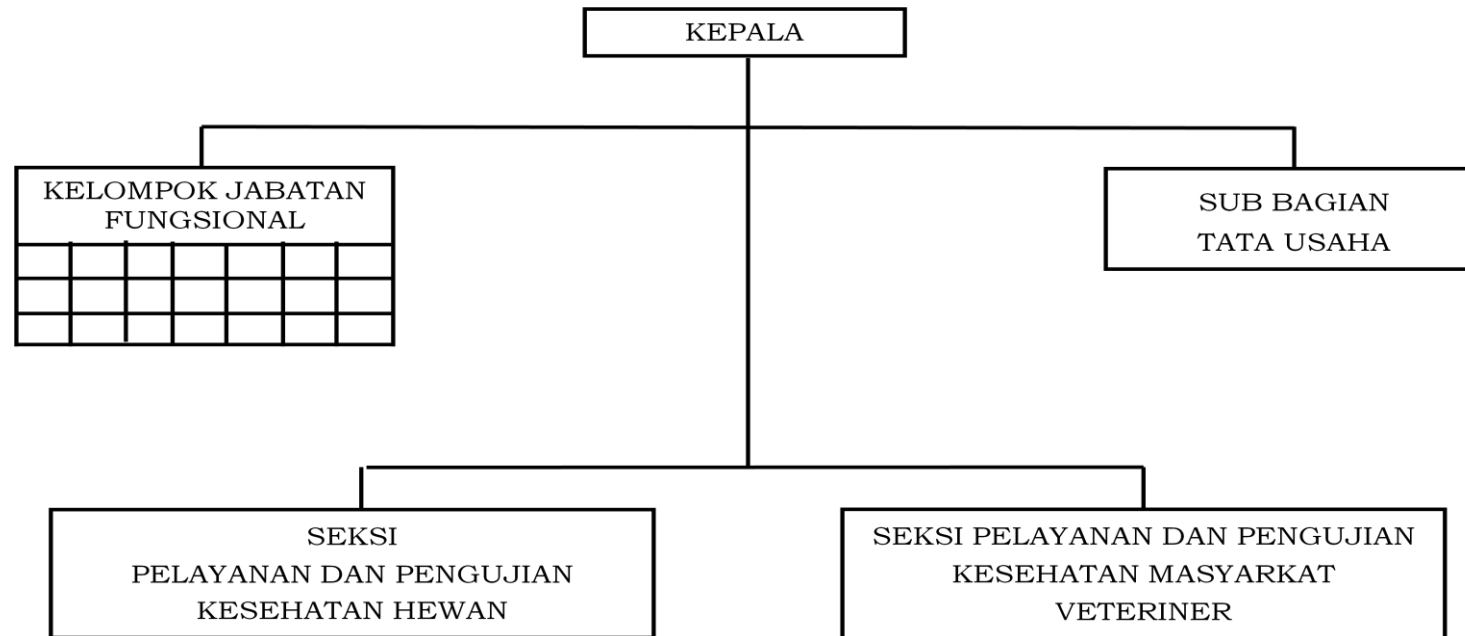 KEPALA
KELOMPOK JABATAN
FUNGSIONAL
SUB BAGIAN
TATA USAHA
SEKSI
PELAYANAN DAN PENGUJIAN
KESEHATAN HEWAN
SEKSI PELAYANAN DAN PENGUJIAN
KESEHATAN MASYARKAT
VETERINER